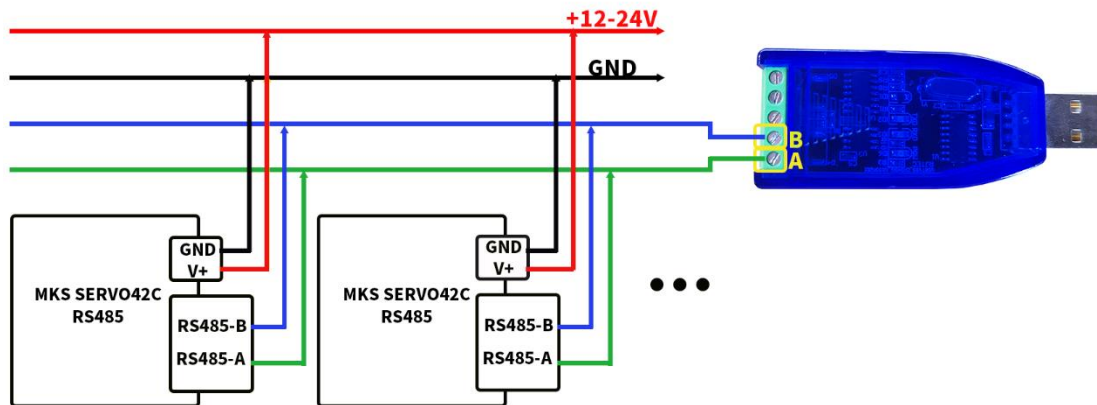 +12-24V
GND
B
A
GND
V+
MKS SERVO42C
RS485
RS485-B
RS485-A
GND
V+
MKS SERVO42C
RS485
RS485-B
RS485-A